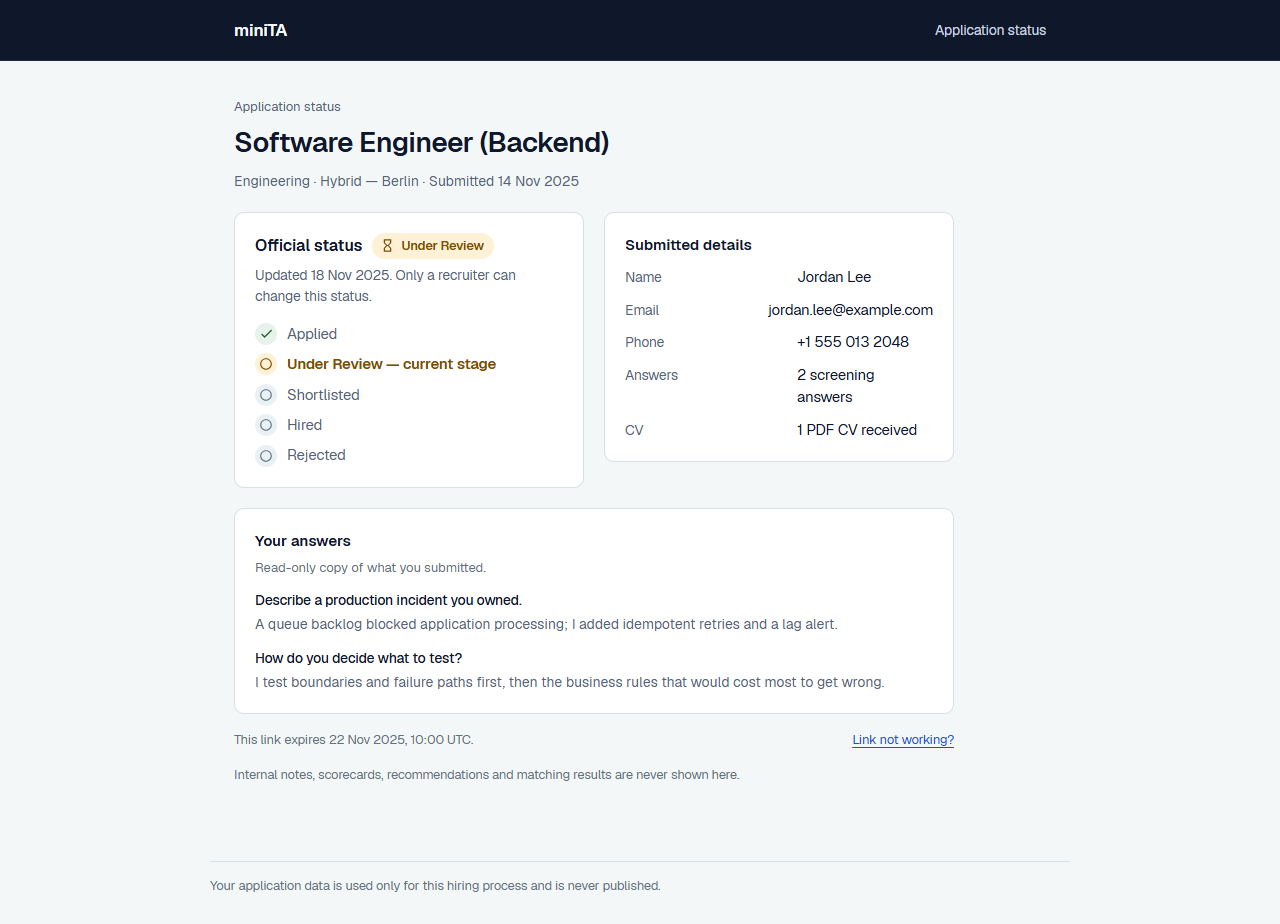 miniTA
Application status
Application status
Software Engineer (Backend)
Engineering · Hybrid — Berlin · Submitted 14 Nov 2025
Official status
Under Review
Updated 18 Nov 2025. Only a recruiter can
change this status.
Applied
Under Review — current stage
Shortlisted
Hired
Rejected
Submitted details
Name
Jordan Lee
Email
jordan.lee@example.com
Phone
+1 555 013 2048
Answers
2 screening
answers
CV
1 PDF CV received
Your answers
Read-only copy of what you submitted.
Describe a production incident you owned.
A queue backlog blocked application processing; I added idempotent retries and a lag alert.
How do you decide what to test?
I test boundaries and failure paths first, then the business rules that would cost most to get wrong.
This link expires 22 Nov 2025, 10:00 UTC.
Link not working?
Internal notes, scorecards, recommendations and matching results are never shown here.
Your application data is used only for this hiring process and is never published.